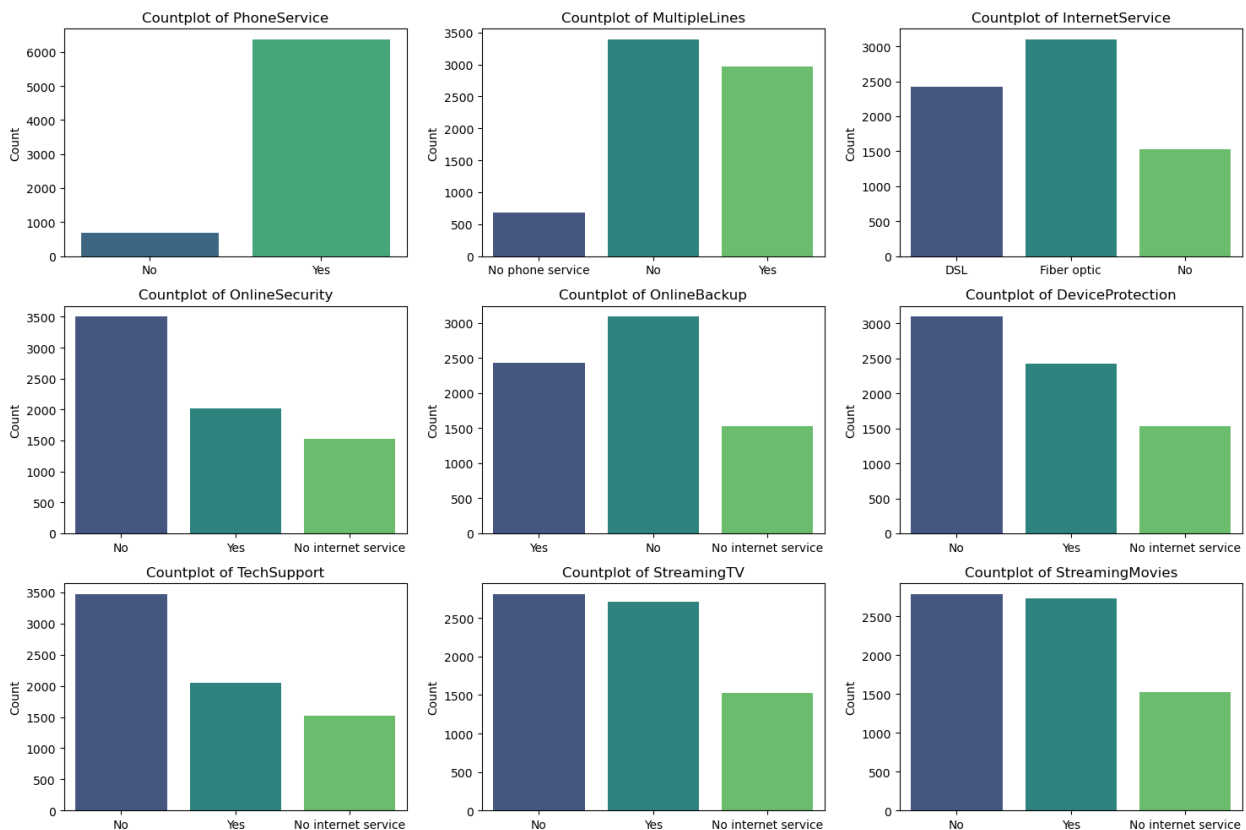 Countplot of PhoneService
Count
6000
5000
4000
3000
2000
1000
0
No Yes
Countplot of MultipleLines
Count
3500
3000
2500
2000
1500
1000
500
0
No phone service No Yes
Countplot of InternetService
Count
3000
2500
2000
1500
1000
500
0
DSL Fiber optic No
Countplot of OnlineSecurity
Count
3500
3000
2500
2000
1500
1000
500
0
No Yes No internet service
Countplot of OnlineBackup
Count
3000
2500
2000
1500
1000
500
0
Yes No No internet service
Countplot of DeviceProtection
Count
3000
2500
2000
1500
1000
500
0
No Yes No internet service
Countplot of TechSupport
Count
3500
3000
2500
2000
1500
1000
500
0
No Yes No internet service
Countplot of StreamingTV
Count
2500
2000
1500
1000
500
0
No Yes No internet service
Countplot of StreamingMovies
Count
2500
2000
1500
1000
500
0
No Yes No internet service